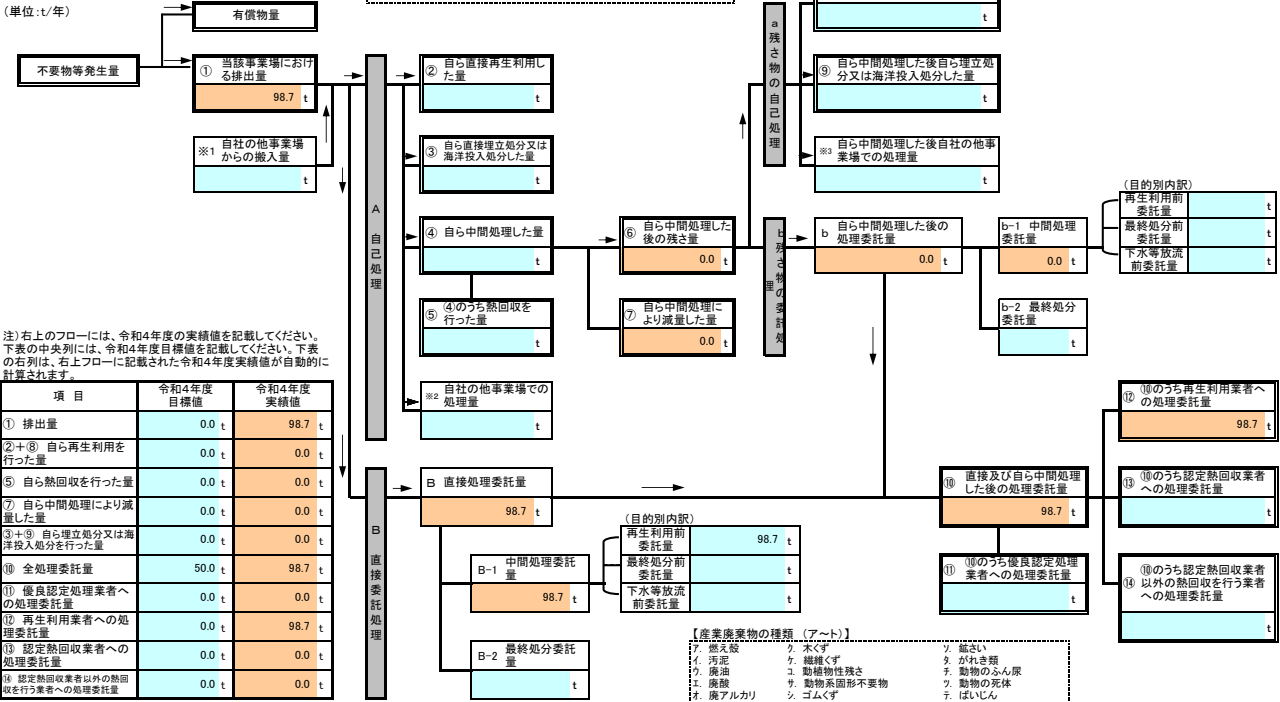 (単位:t/年)
有償物量
不要物等発生量
① 当該事業場におけ
る排出量
98.7 t
※1 自社の他事業場
からの搬入量
t
A 自己処理
② 自ら直接再生利用し
た量
t
③ 自ら直接埋立処分又は
海洋投入処分した量
t
④ 自ら中間処理した量
t
⑤ ④のうち熱回収を
行った量
t
※2 自社の他事業場での
処理量
t
⑥ 自ら中間処理した
後の残さ量
0.0 t
⑦ 自ら中間処理に
より減量した量
0.0 t
a 残さ物の自己処理
t
⑨ 自ら中間処理した後自ら埋立処
分又は海洋投入処分した量
t
※3 自ら中間処理した後自社の他事
業場での処理量
t
b 残さ物の委託処理
b 自ら中間処理した後の
処理委託量
0.0 t
b-1 中間処理
委託量
0.0 t
b-2 最終処分
委託量
t
(目的別内訳)
再生利用前
委託量 t
最終処分前
委託量 t
下水等放流
前委託量 t
注)右上のフローには、令和4年度の実績値を記載してください。
下表の中央列には、令和4年度目標値を記載してください。下表
の右列は、右上フローに記載された令和4年度実績値が自動的に
計算されます。
項 目 令和4年度 令和4年度
目標値 実績値
① 排出量 0.0 t 98.7 t
②+⑧ 自ら再生利用を
行った量 0.0 t 0.0 t
⑤ 自ら熱回収を行った量 0.0 t 0.0 t
⑦ 自ら中間処理により減
量した量 0.0 t 0.0 t
③+⑨ 自ら埋立処分又は海
洋投入処分を行った量 0.0 t 0.0 t
⑩ 全処理委託量 50.0 t 98.7 t
⑪ 優良認定処理業者へ
の処理委託量 0.0 t 0.0 t
⑫ 再生利用業者への処
理委託量 0.0 t 98.7 t
⑬ 認定熱回収業者への
処理委託量 0.0 t 0.0 t
⑭ 認定熱回収業者以外の熱回
収を行う業者への処理委託量 0.0 t 0.0 t
B 直接委託処理
B 直接処理委託量
98.7 t
B-1 中間処理委託
量
98.7 t
B-2 最終処分委託
量
t
(目的別内訳)
再生利用前
委託量 98.7 t
最終処分前
委託量 t
下水等放流
前委託量 t
⑩ 直接及び自ら中間処理
した後の処理委託量
98.7 t
⑪ ⑩のうち優良認定処理
業者への処理委託量
t
⑫ ⑩のうち再生利用業者へ
の処理委託量
98.7 t
⑬ ⑩のうち認定熱回収業者
への処理委託量
t
⑭ ⑩のうち認定熱回収業者
以外の熱回収を行う業者
への処理委託量
t
【産業廃棄物の種類 (ア~ト)】
ア. 燃え殻 ク. 木くず ソ. 鉱さい
イ. 汚泥 ケ. 繊維くず タ. がれき類
ウ. 廃油 コ. 動植物性残さ チ. 動物のふん尿
エ. 廃酸 サ. 動物系固形不要物 ツ. 動物の死体
オ. 廃アルカリ シ. ゴムくず テ. ばいじん